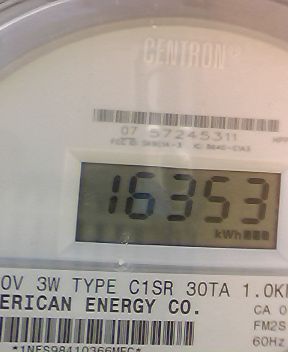 CENTRON®
07 57245311
16353
kWh
0V 3W TYPE C1SR 30TA 1.0K
ERICAN ENERGY CO.
CA 0
FM2S
60Hz